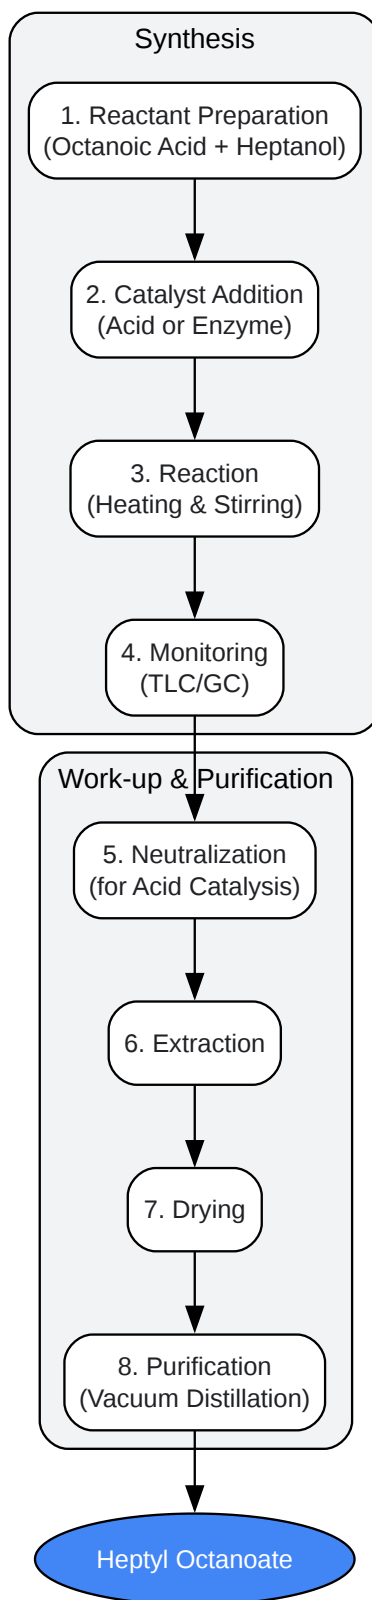 Synthesis
1. Reactant Preparation
(Octanoic Acid + Heptanol)
2. Catalyst Addition
(Acid or Enzyme)
3. Reaction
(Heating & Stirring)
4. Monitoring
(TLC/GC)
Work-up & Purification
5. Neutralization
(for Acid Catalysis)
6. Extraction
7. Drying
8. Purification
(Vacuum Distillation)
Heptyl Octanoate